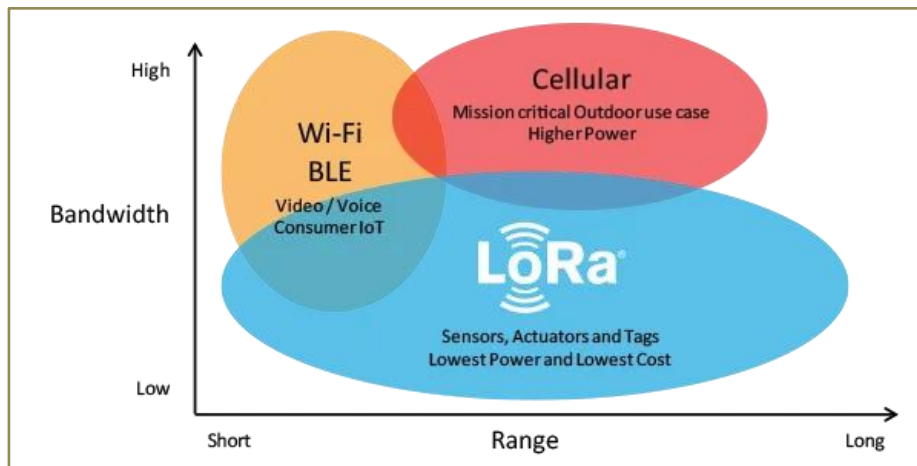 High
Bandwidth
Low
Wi-Fi
BLE
Video / Voice
Consumer IoT
Cellular
Mission critical Outdoor use case
Higher Power
LoRa®
Sensors, Actuators and Tags
Lowest Power and Lowest Cost
Short
Range
Long